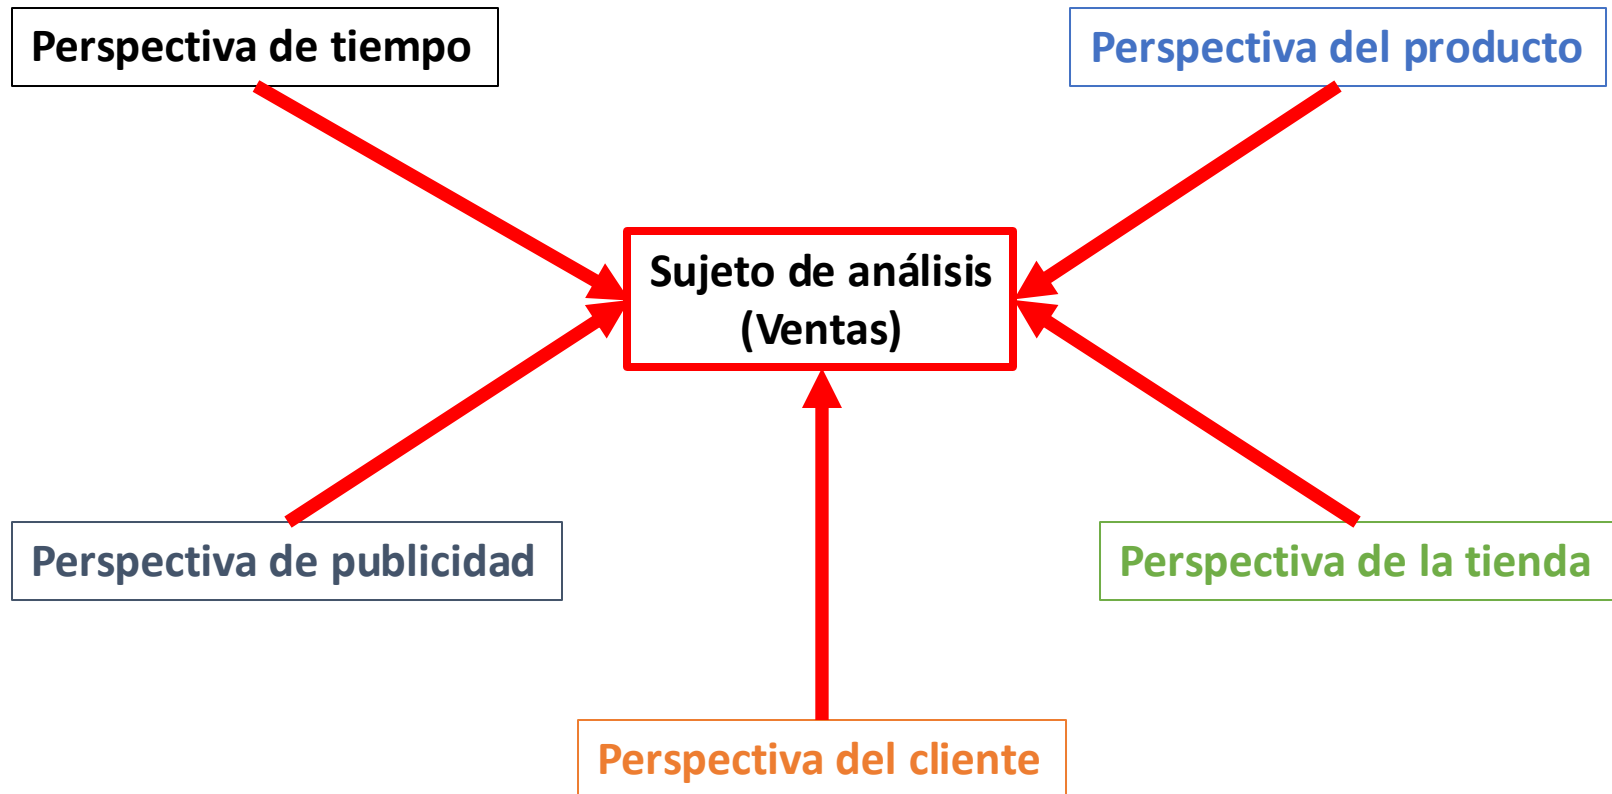 Perspectiva de tiempo
Perspectiva del producto
Sujeto de análisis
(Ventas)
Perspectiva de publicidad
Perspectiva de la tienda
Perspectiva del cliente